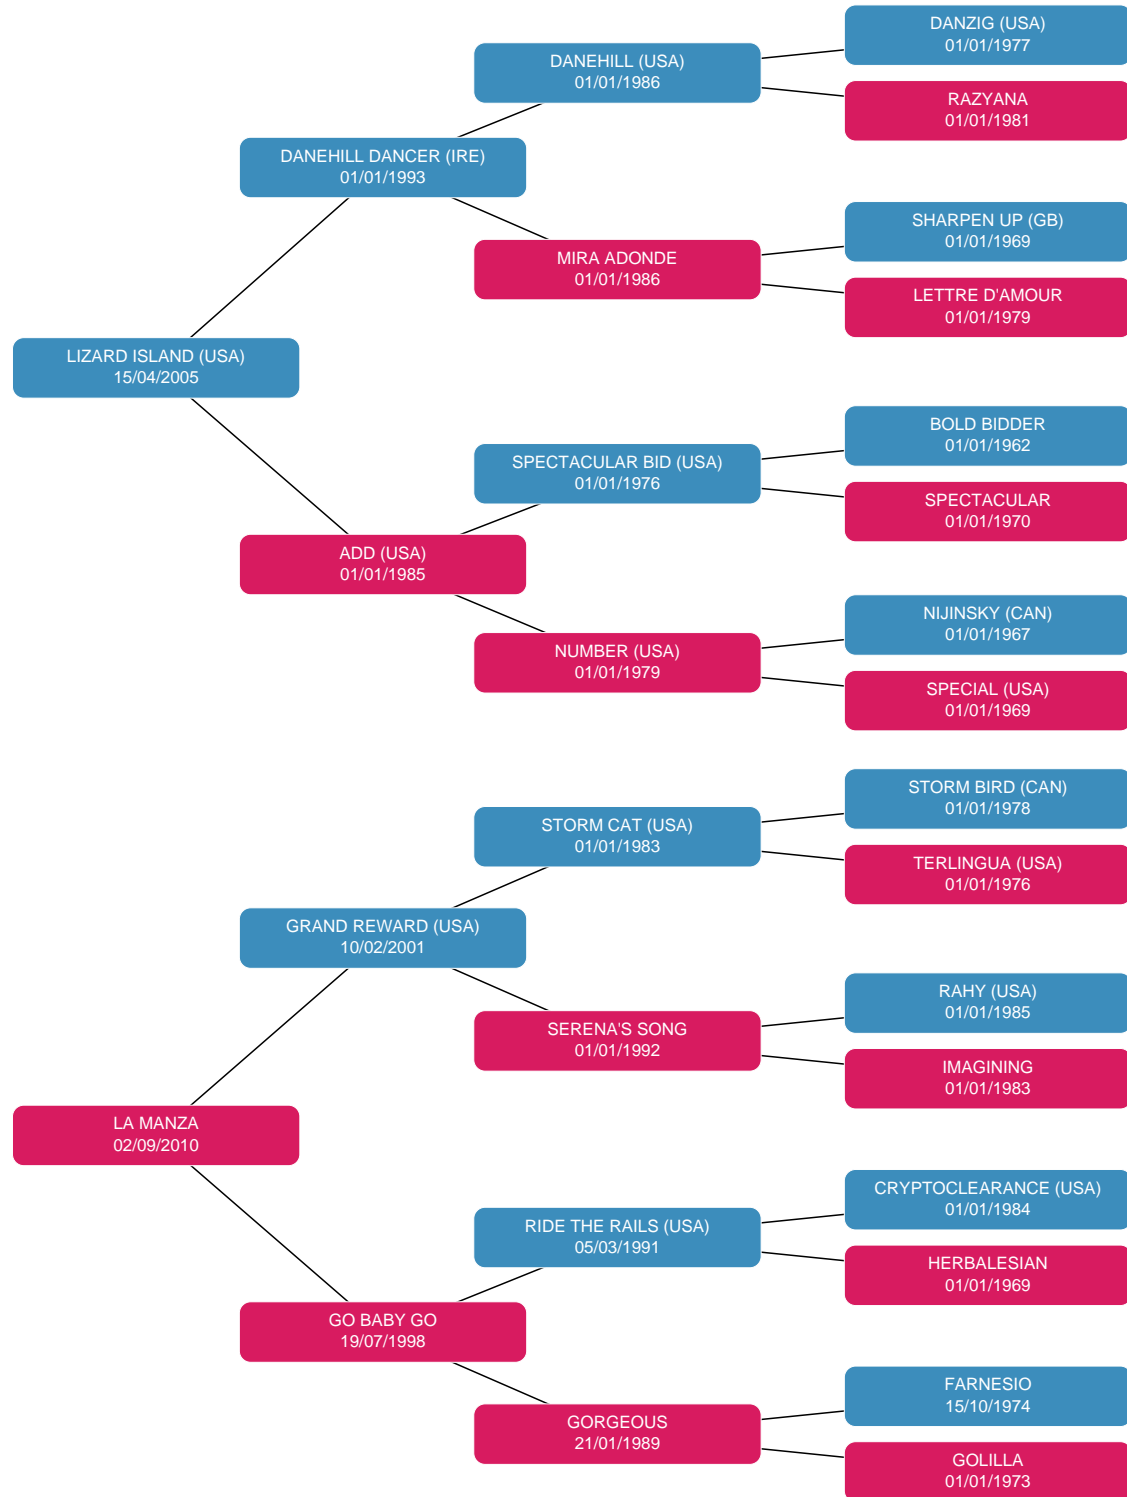 DANZIG (USA)
01/01/1977
DANEHILL (USA)
01/01/1986
RAZYANA
01/01/1981
DANEHILL DANCER (IRE)
01/01/1993
SHARPEN UP (GB)
01/01/1969
MIRA ADONDE
01/01/1986
LETTRE D'AMOUR
01/01/1979
LIZARD ISLAND (USA)
15/04/2005
BOLD BIDDER
01/01/1962
SPECTACULAR BID (USA)
01/01/1976
SPECTACULAR
01/01/1970
ADD (USA)
01/01/1985
NIJINSKY (CAN)
01/01/1967
NUMBER (USA)
01/01/1979
SPECIAL (USA)
01/01/1969
STORM BIRD (CAN)
01/01/1978
STORM CAT (USA)
01/01/1983
TERLINGUA (USA)
01/01/1976
GRAND REWARD (USA)
10/02/2001
RAHY (USA)
01/01/1985
SERENA'S SONG
01/01/1992
IMAGINING
01/01/1983
LA MANZA
02/09/2010
CRYPTOCLEARANCE (USA)
01/01/1984
RIDE THE RAILS (USA)
05/03/1991
HERBALESIAN
01/01/1969
GO BABY GO
19/07/1998
FARNESIO
15/10/1974
GORGEOUS
21/01/1989
GOLILLA
01/01/1973